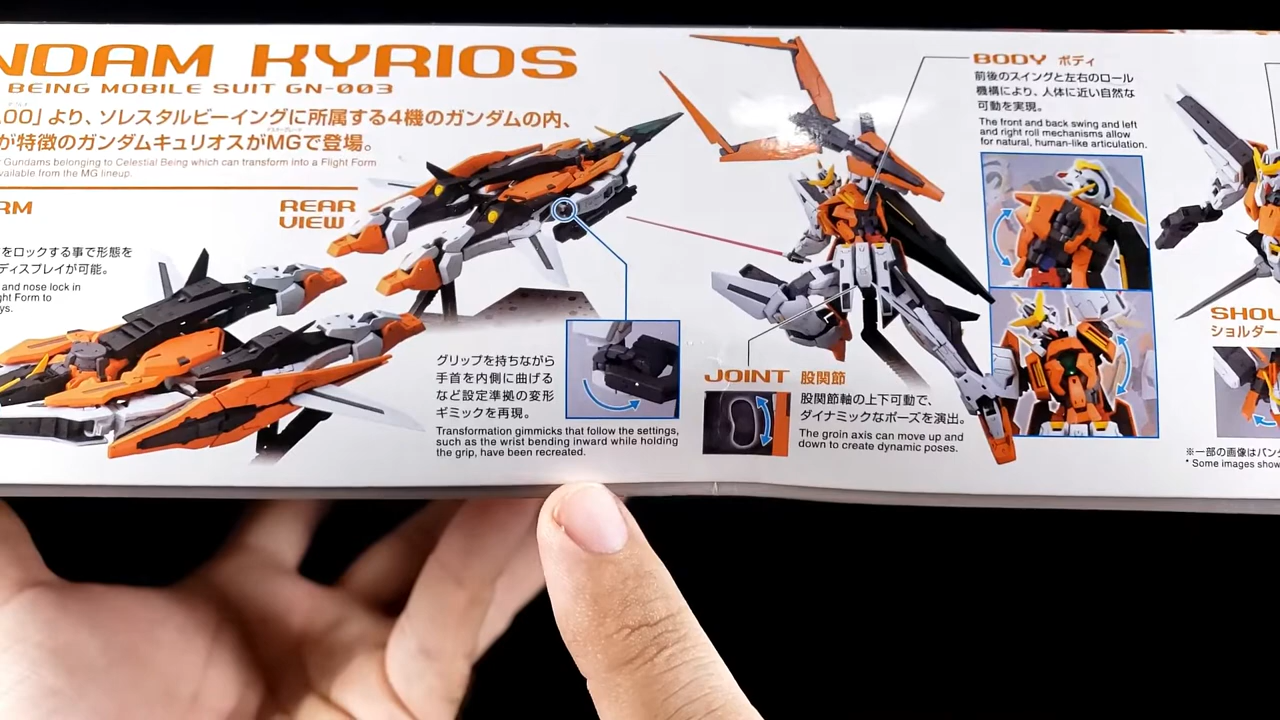 NDAM KYRIOS
BEING MOBILE SUIT GN-003
00」より、ソレスタルビーイングに所属する4機のガンダムの内、
が特徴のガンダムキュリオスがMGで登場。
Gundams belonging to Celestial Being which can transform into a Flight Form
vailable from the MG lineup.
RM
REAR
VIEW
をロックする事で形態を
ディスプレイが可能。
and nose lock in
ght Form to
ys.
グリップを持ちながら
手首を内側に曲げる
など設定準拠の変形
ギミックを再現。
Transformation gimmicks that follow the settings,
such as the wrist bending inward while holding
the grip, have been recreated.
JOINT 股関節
股関節軸の上下可動で、
ダイナミックなポーズを演出。
The groin axis can move up and
down to create dynamic poses.
BODY ボディ
前後のスイングと左右のロール
機構により、人体に近い自然な
可動を実現。
The front and back swing and left
and right roll mechanisms allow
for natural, human-like articulation.
SHOU
ショルダー
※一部の画像はバンダ
* Some images show